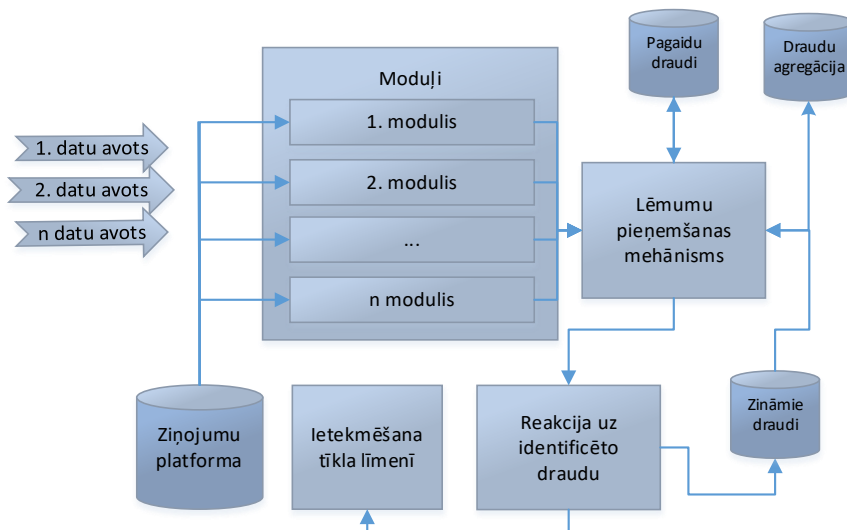 Moduļi
1. modulis
2. modulis
...
n modulis
1. datu avots
2. datu avots
n datu avots
Pagaidu
draudi
Draudu
agregācija
Lēmumu
pieņemšanas
mehānisms
Ziņojumu
platforma
Ietekmēšana
tīkla līmenī
Reakcija uz
identificēto
draudu
Zināmie
draudi